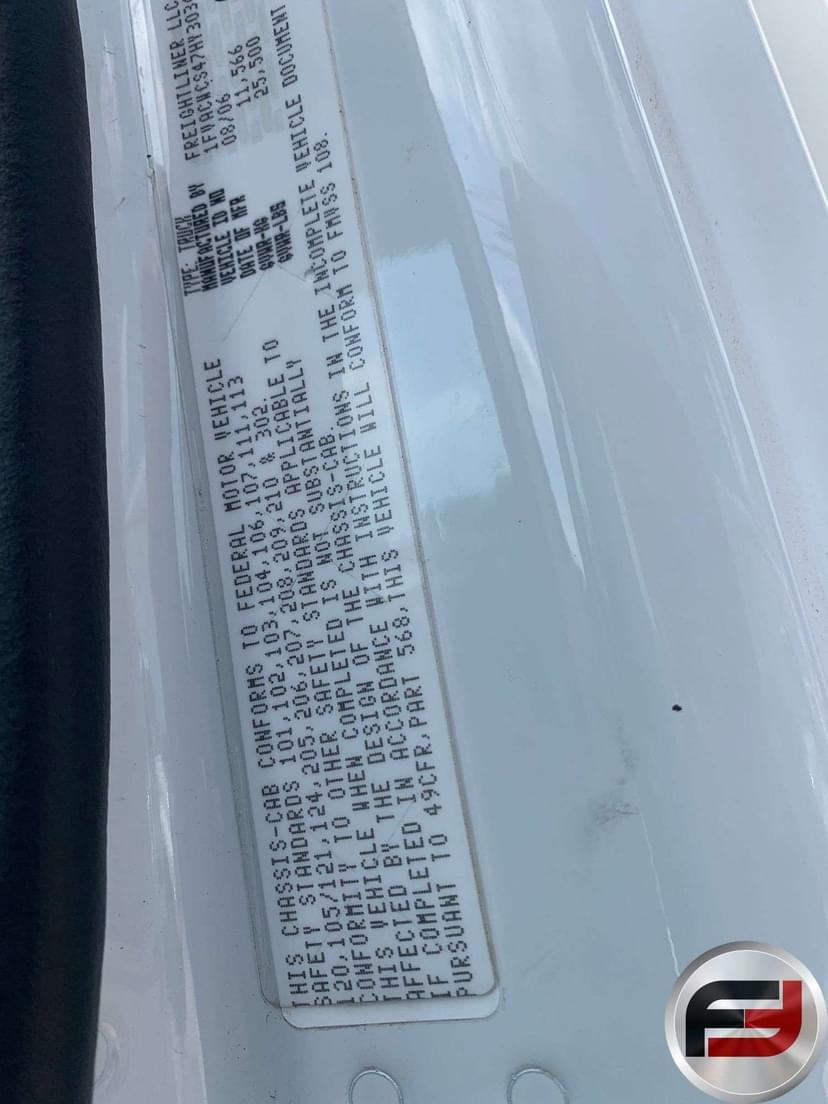 TYPE: TRUCK
MANUFACTURED BY FREIGHTLINER LLC
VEHICLE ID NO
DATE OF MFR 08/06
GVWR-KG 11,566
GVWR-LBS 25,500
THIS CHASSIS-CAB CONFORMS TO FEDERAL MOTOR VEHICLE
SAFETY STANDARDS 101,102,103,104,106,107,111,113
120,105/121,124,205,206,207,208,209,210 & 302.
CONFORMITY TO OTHER SAFETY STANDARDS APPLICABLE TO
THIS VEHICLE WHEN COMPLETED IS NOT SUBSTANTIALLY
AFFECTED BY THE DESIGN OF THE CHASSIS-CAB.
IF COMPLETED IN ACCORDANCE WITH INSTRUCTIONS IN THE INCOMPLETE VEHICLE DOCUMENT
PURSUANT TO 49CFR,PART 568,THIS VEHICLE WILL CONFORM TO FMVSS 108.